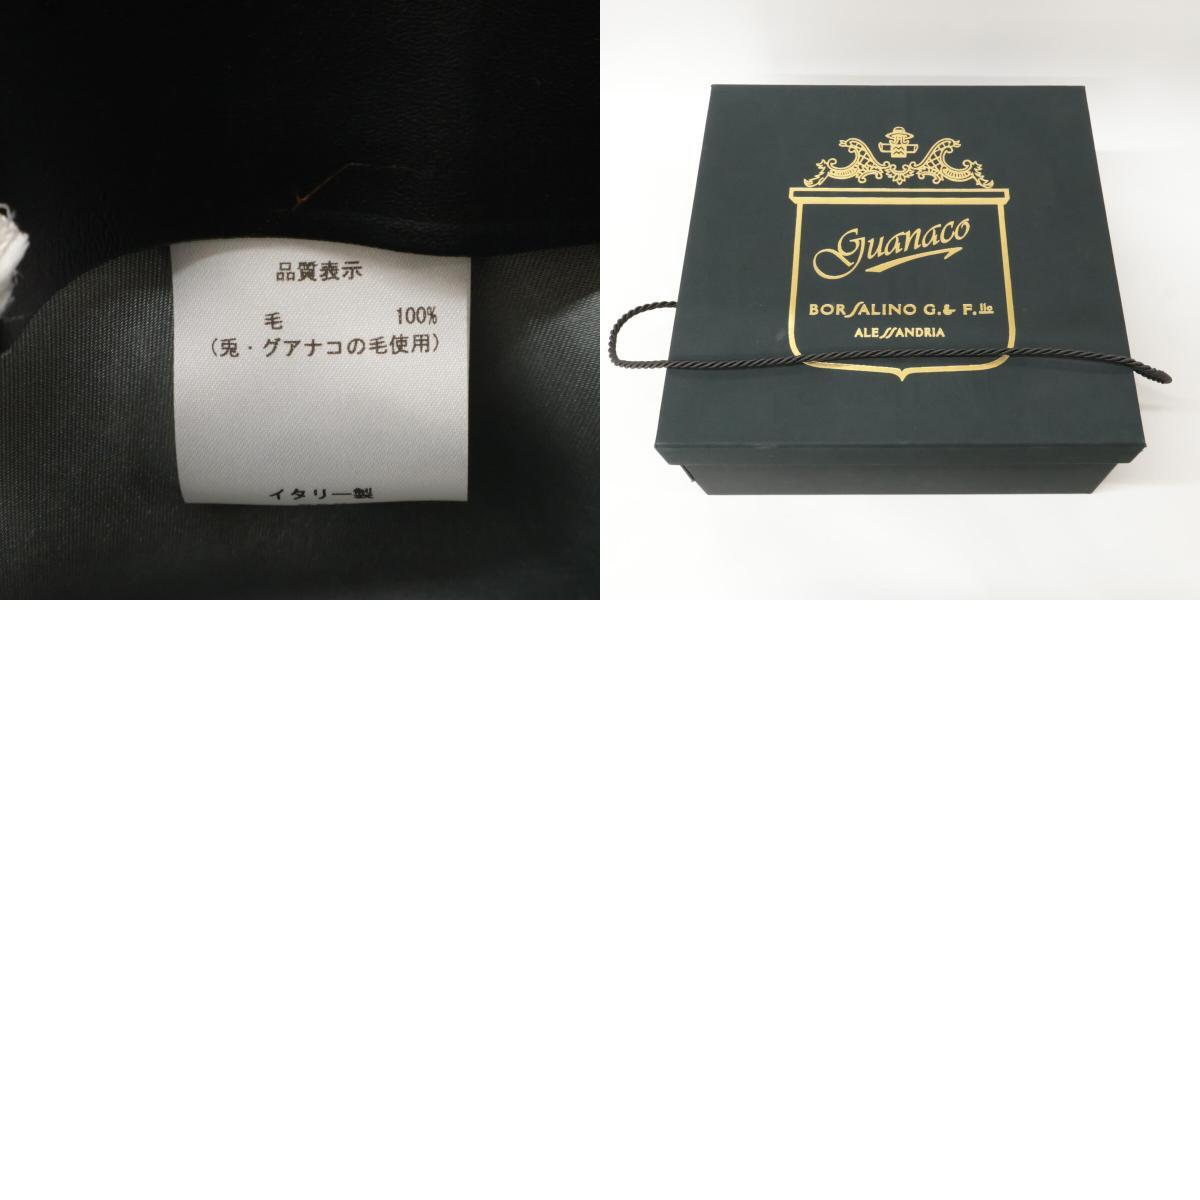 品質表示
毛 100%
(兎・グアナコの毛使用)
イタリー製
Guanaco
BORSALINO G. & F.llo
ALESSANDRIA